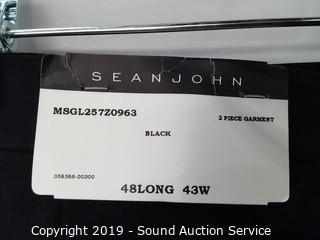 SEANJOHN
MSGL257Z0963
BLACK
2 PIECE GARMENT
058366-00300
48LONG 43W
Copyright 2019 - Sound Auction Service